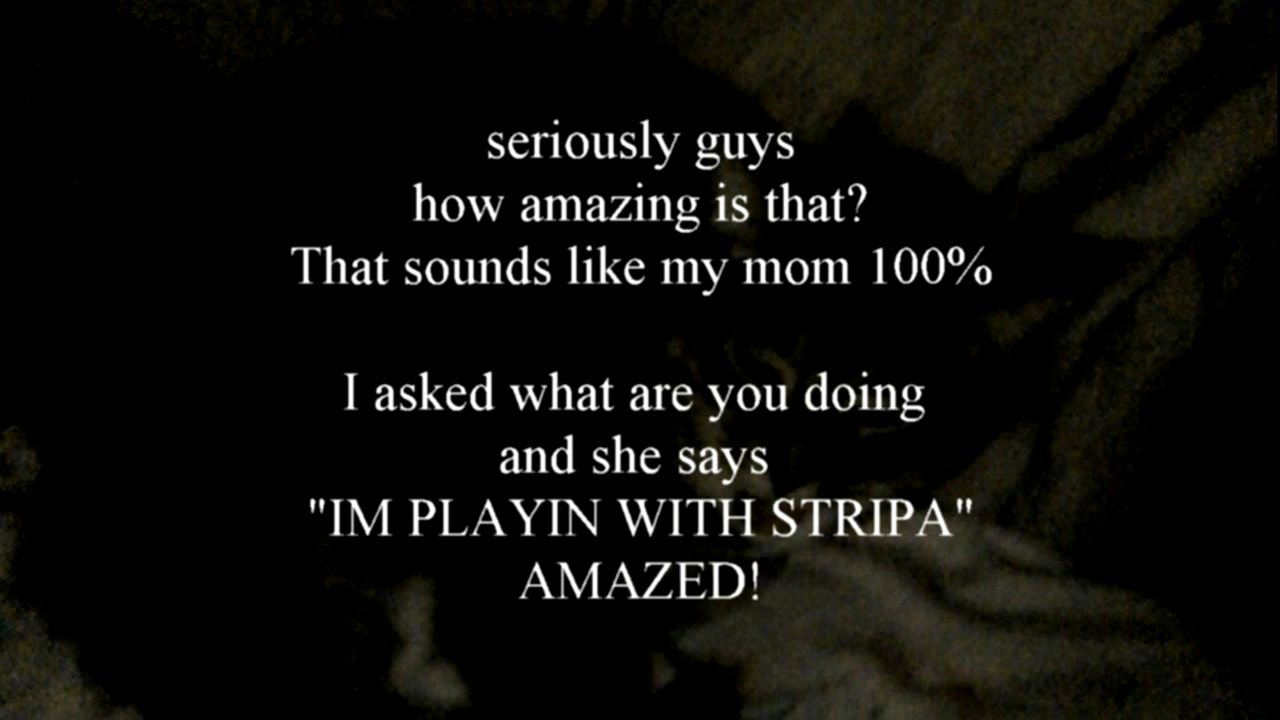 seriously guys
how amazing is that?
That sounds like my mom 100%
I asked what are you doing
and she says
"IM PLAYIN WITH STRIPA"
AMAZED!